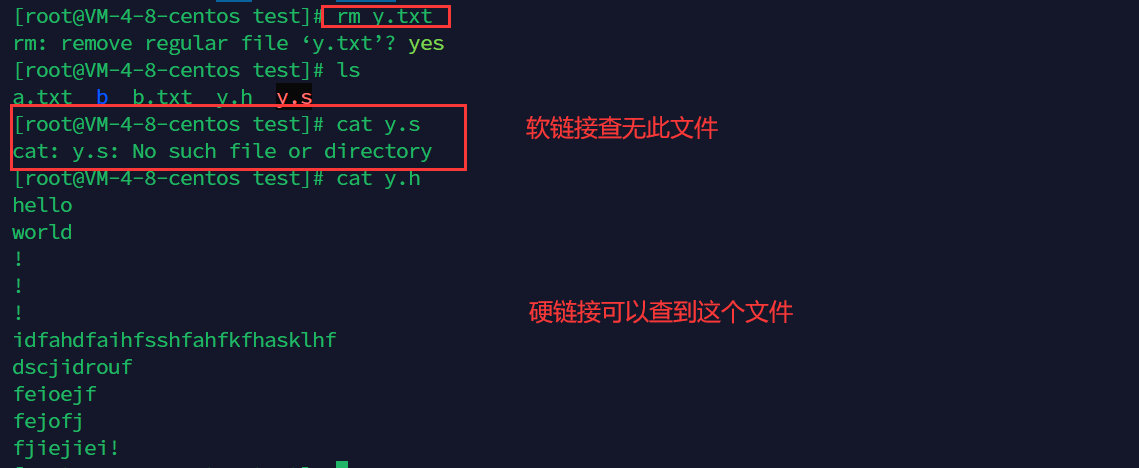 [root@VM-4-8-centos test]# rm y.txt
rm: remove regular file ‘y.txt’? yes
[root@VM-4-8-centos test]# ls
a.txt  b  b.txt  y.h  y.s
[root@VM-4-8-centos test]# cat y.s
软链接查无此文件
cat: y.s: No such file or directory
[root@VM-4-8-centos test]# cat y.h
hello
world
!
!
!
硬链接可以查到这个文件
idfahdfaihfsshfahfkfhasklhf
dscjidrouf
feioejf
fejofj
fjiejiei!